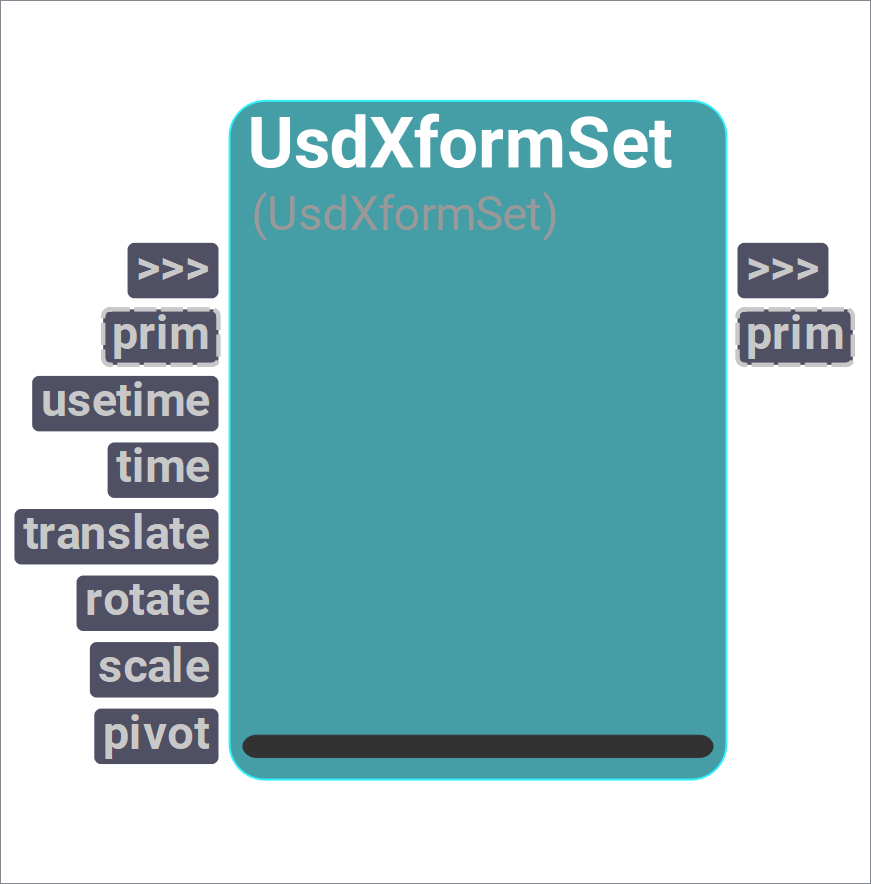 UsdXformSet
(UsdXformSet)
>>> >>>
prim prim
usetime
time
translate
rotate
scale
pivot